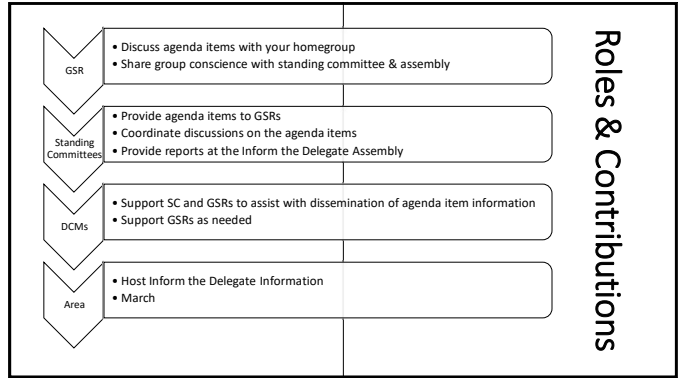 GSR
• Discuss agenda items with your homegroup
• Share group conscience with standing committee & assembly
Standing
Committees
• Provide agenda items to GSRs
• Coordinate discussions on the agenda items
• Provide reports at the Inform the Delegate Assembly
DCMs
• Support SC and GSRs to assist with dissemination of agenda item information
• Support GSRs as needed
Area
• Host Inform the Delegate Information
• March
Roles & Contributions